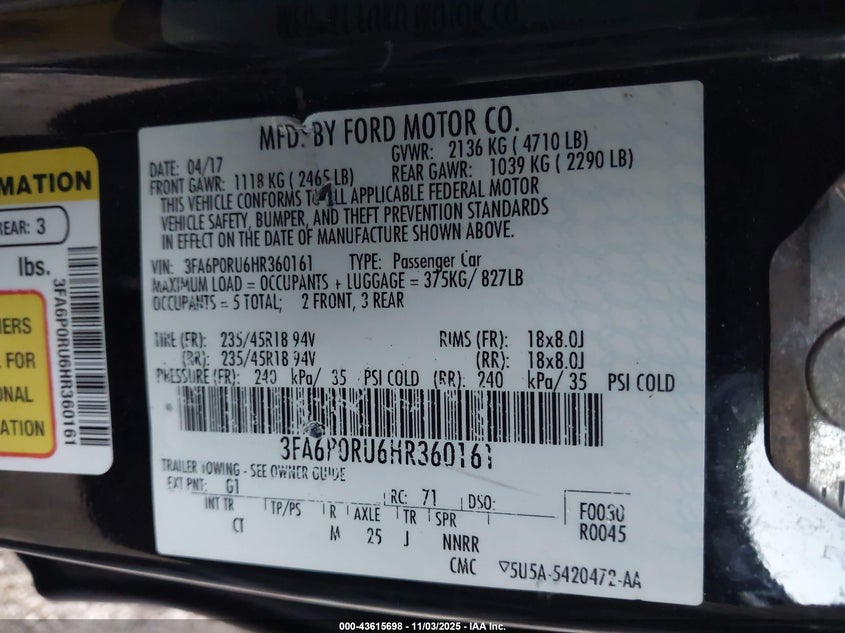 MFD. BY FORD MOTOR CO.
DATE: 04/17
GVWR: 2136 KG ( 4710 LB)
FRONT GAWR: 1118 KG ( 2465 LB)
REAR GAWR: 1039 KG ( 2290 LB)
THIS VEHICLE CONFORMS TO ALL APPLICABLE FEDERAL MOTOR
VEHICLE SAFETY, BUMPER, AND THEFT PREVENTION STANDARDS
IN EFFECT ON THE DATE OF MANUFACTURE SHOWN ABOVE.
VIN: 3FA6P0RU6HR360161 TYPE: Passenger Car
MAXIMUM LOAD = OCCUPANTS + LUGGAGE = 375KG/ 827LB
OCCUPANTS = 5 TOTAL; 2 FRONT, 3 REAR
TIRE (FR): 235/45R18 94V RIMS (FR): 18x8.0J
(RR): 235/45R18 94V (RR): 18x8.0J
PRESSURE (FR): 240 kPa/ 35 PSI COLD (RR): 240 kPa/ 35 PSI COLD
3FA6P0RU6HR360161
TRAILER TOWING - SEE OWNER GUIDE
EXT PNT: G1 RC: 71 DSO:
INT TR TP/PS R AXLE TR SPR
CT M 25 J NNRR
CMC
F0030
R0045
5U5A-5420472-AA
MATION
REAR: 3
lbs.
3FA6P0RU6HR360161
FOR
ONAL
000-43615698 - 11/03/2025 - IAA Inc.